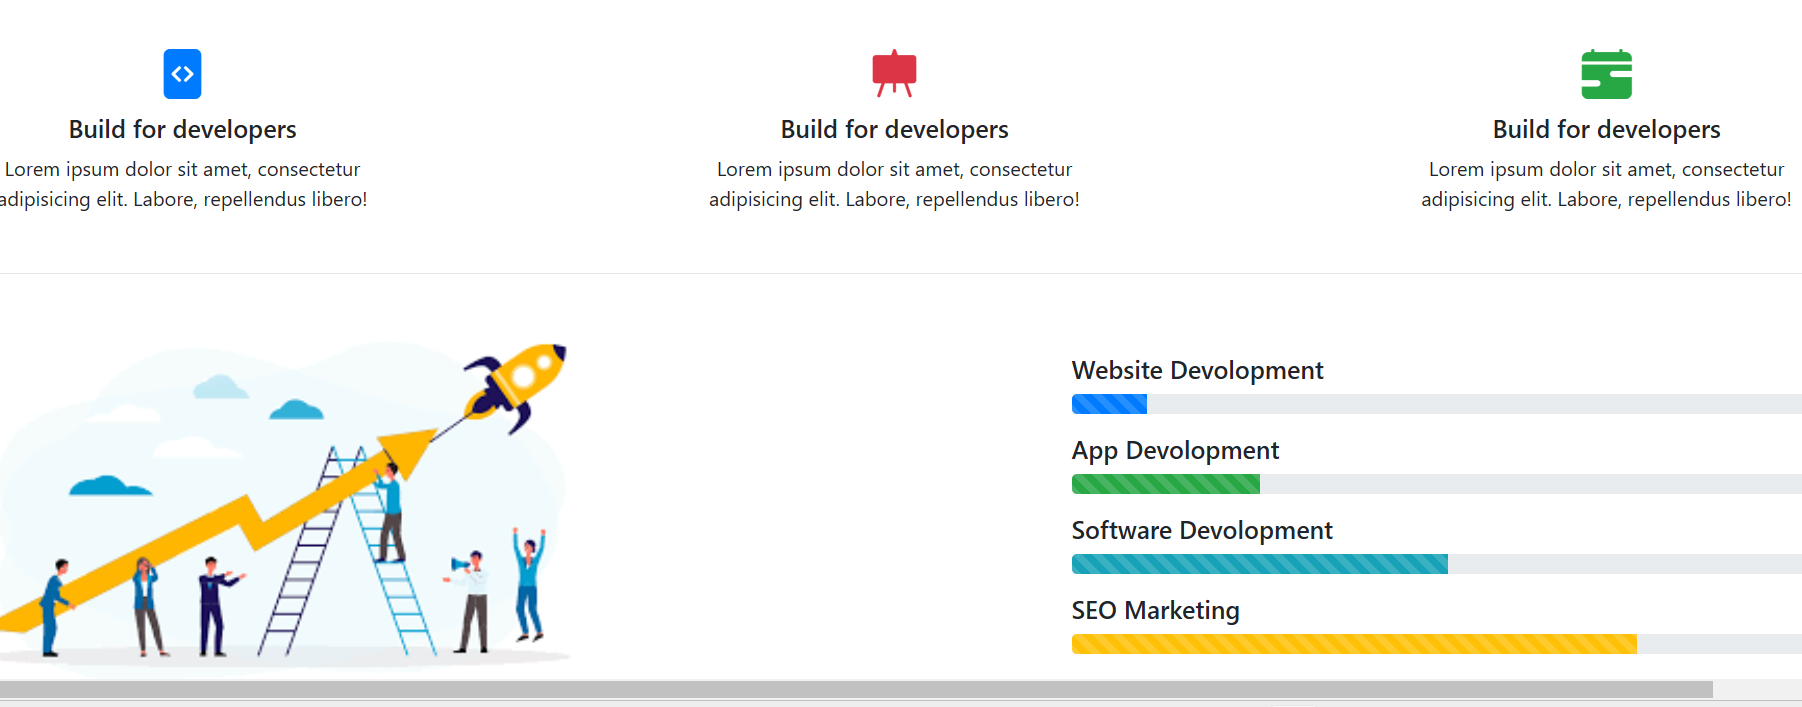 Build for developers
Lorem ipsum dolor sit amet, consectetur
adipisicing elit. Labore, repellendus libero!
Build for developers
Lorem ipsum dolor sit amet, consectetur
adipisicing elit. Labore, repellendus libero!
Build for developers
Lorem ipsum dolor sit amet, consectetur
adipisicing elit. Labore, repellendus libero!
Website Devolopment
App Devolopment
Software Devolopment
SEO Marketing